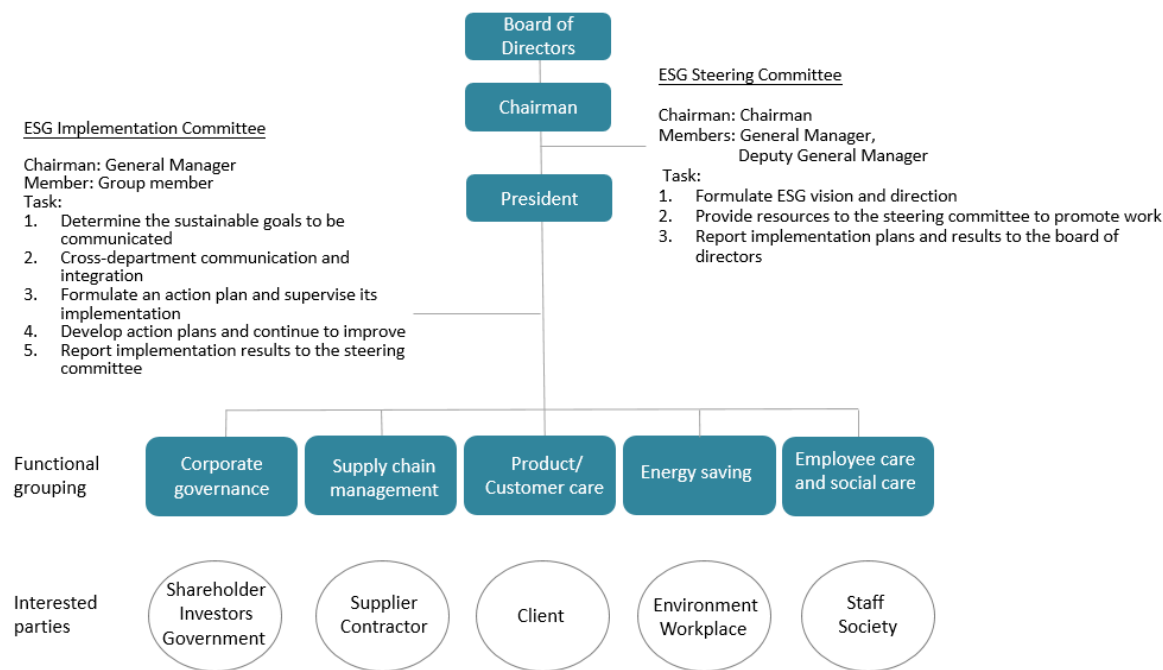 Board of
Directors
Chairman
President
ESG Steering Committee
Chairman: Chairman
Members: General Manager,
Deputy General Manager
Task:
1. Formulate ESG vision and direction
2. Provide resources to the steering committee to promote work
3. Report implementation plans and results to the board of
directors
ESG Implementation Committee
Chairman: General Manager
Member: Group member
Task:
1. Determine the sustainable goals to be
communicated
2. Cross-department communication and
integration
3. Formulate an action plan and supervise its
implementation
4. Develop action plans and continue to improve
5. Report implementation results to the steering
committee
Functional
grouping
Corporate
governance
Supply chain
management
Product/
Customer care
Energy saving
Employee care
and social care
Interested
parties
Shareholder
Investors
Government
Supplier
Contractor
Client
Environment
Workplace
Staff
Society